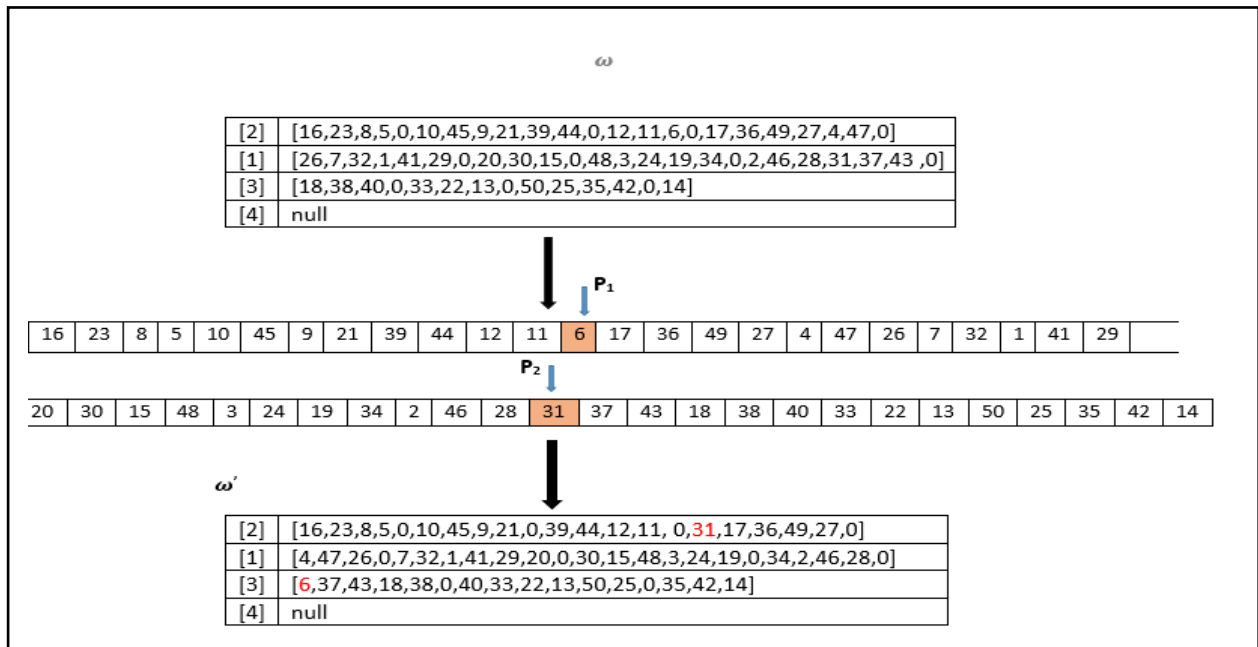 ω
[2] [16,23,8,5,0,10,45,9,21,39,44,0,12,11,6,0,17,36,49,27,4,47,0]
[1] [26,7,32,1,41,29,0,20,30,15,0,48,3,24,19,34,0,2,46,28,31,37,43 ,0]
[3] [18,38,40,0,33,22,13,0,50,25,35,42,0,14]
[4] null
P₁
16 23 8 5 10 45 9 21 39 44 12 11 6 17 36 49 27 4 47 26 7 32 1 41 29
P₂
20 30 15 48 3 24 19 34 2 46 28 31 37 43 18 38 40 33 22 13 50 25 35 42 14
ω′
[2] [16,23,8,5,0,10,45,9,21,0,39,44,12,11, 0,31,17,36,49,27,0]
[1] [4,47,26,0,7,32,1,41,29,20,0,30,15,48,3,24,19,0,34,2,46,28,0]
[3] [6,37,43,18,38,0,40,33,22,13,50,25,0,35,42,14]
[4] null